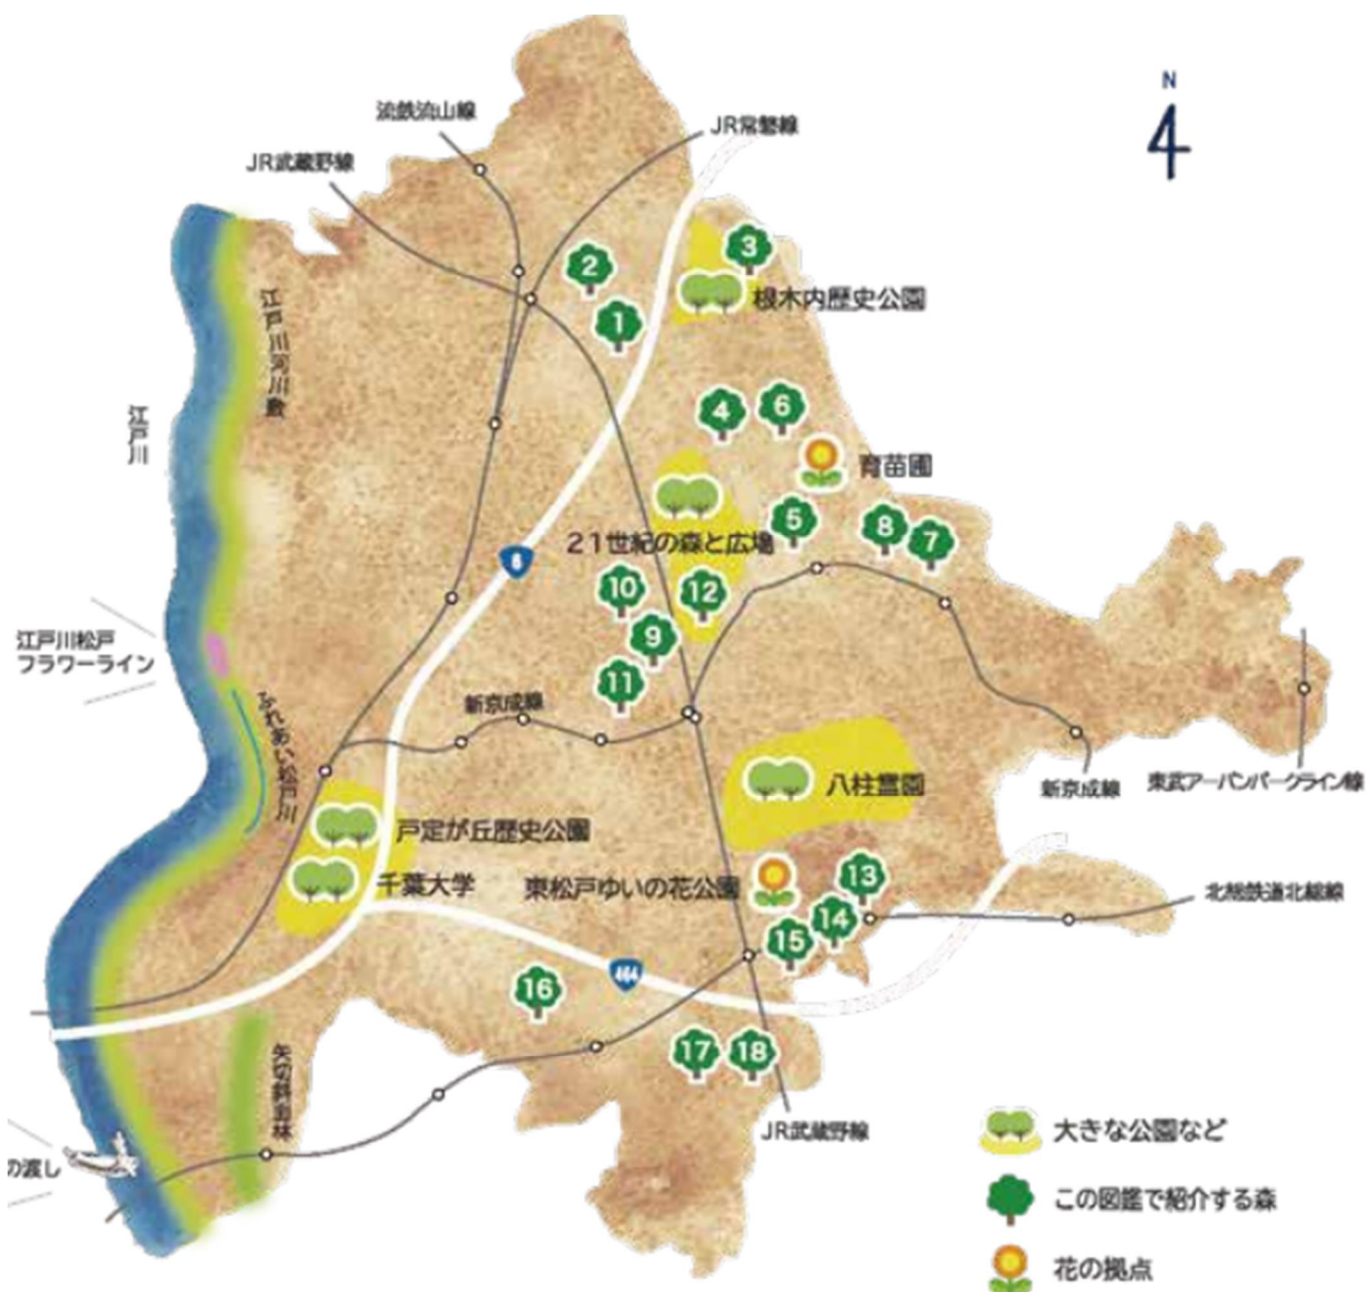 N
流鉄流山線
JR常磐線
JR武蔵野線
2
3
1
根木内歴史公園
江戸川河川敷
江戸川
4
6
育苗圃
5
8
7
21世紀の森と広場
6
10
12
9
11
江戸川松戸
フラワーライン
ふれあい松戸川
新京成線
八柱霊園
新京成線
東武アーバンパークライン線
戸定が丘歴史公園
千葉大学
東松戸ゆいの花公園
13
14
15
北総鉄道北総線
464
16
17
18
矢切斜面林
の渡し
JR武蔵野線
大きな公園など
この図鑑で紹介する森
花の拠点